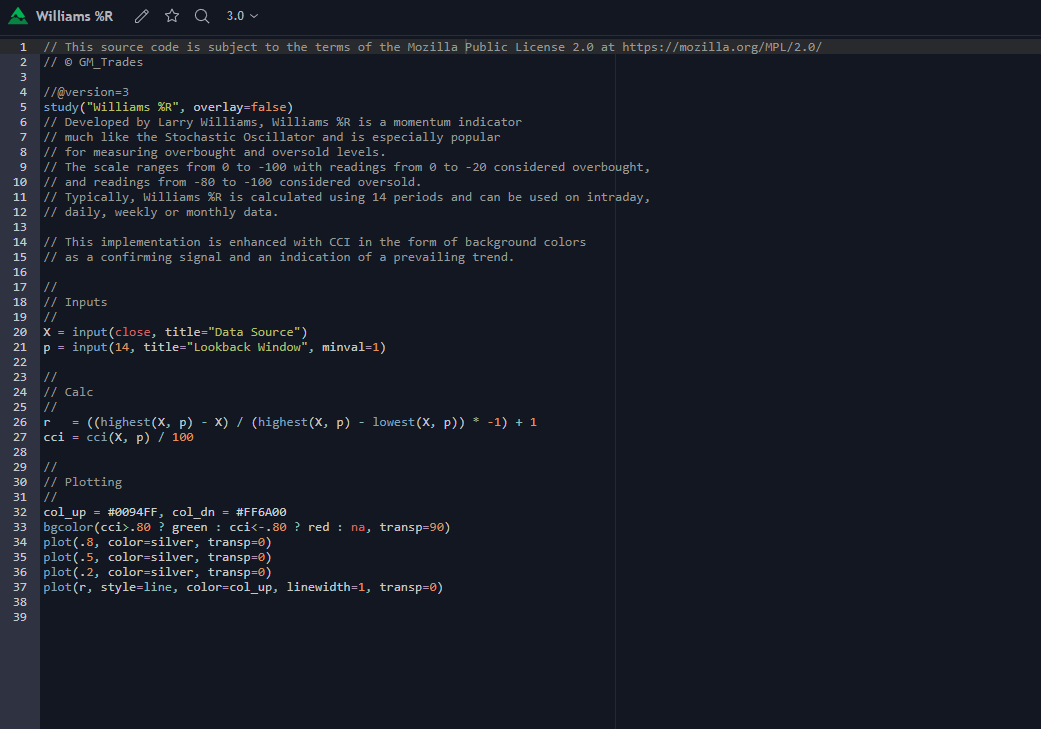 Williams %R 3.0
1 // This source code is subject to the terms of the Mozilla Public License 2.0 at https://mozilla.org/MPL/2.0/
2 // © GM_Trades
3
4 //@version=3
5 study("Williams %R", overlay=false)
6 // Developed by Larry Williams, Williams %R is a momentum indicator
7 // much like the Stochastic Oscillator and is especially popular
8 // for measuring overbought and oversold levels.
9 // The scale ranges from 0 to -100 with readings from 0 to -20 considered overbought,
10 // and readings from -80 to -100 considered oversold.
11 // Typically, Williams %R is calculated using 14 periods and can be used on intraday,
12 // daily, weekly or monthly data.
13
14 // This implementation is enhanced with CCI in the form of background colors
15 // as a confirming signal and an indication of a prevailing trend.
16
17 //
18 // Inputs
19 //
20 X = input(close, title="Data Source")
21 p = input(14, title="Lookback Window", minval=1)
22
23 //
24 // Calc
25 //
26 r   = ((highest(X, p) - X) / (highest(X, p) - lowest(X, p)) * -1) + 1
27 cci = cci(X, p) / 100
28
29 //
30 // Plotting
31 //
32 col_up = #0094FF, col_dn = #FF6A00
33 bgcolor(cci>.80 ? green : cci<-.80 ? red : na, transp=90)
34 plot(.8, color=silver, transp=0)
35 plot(.5, color=silver, transp=0)
36 plot(.2, color=silver, transp=0)
37 plot(r, style=line, color=col_up, linewidth=1, transp=0)
38
39